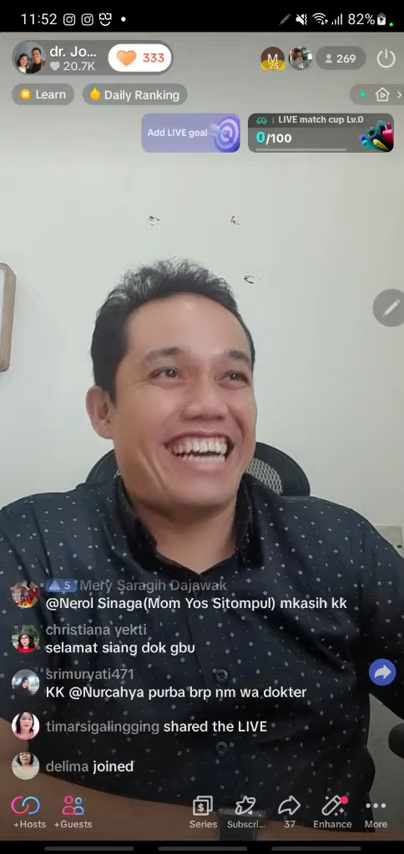 11:52
82%
dr. Jo...
20.7K
333
M
25
4
269
Learn
Daily Ranking
Add LIVE goal
LIVE match cup Lv.0
0/100
5 Mery Saragih Dajawak
@Nerol Sinaga(Mom Yos Sitompul) mkasih kk
christiana yekti
selamat siang dok gbu
srimuryati471
KK @Nurcahya purba brp nm wa dokter
timarsigalingging shared the LIVE
delima joined
+Hosts
+Guests
Series
Subscri...
37
Enhance
More